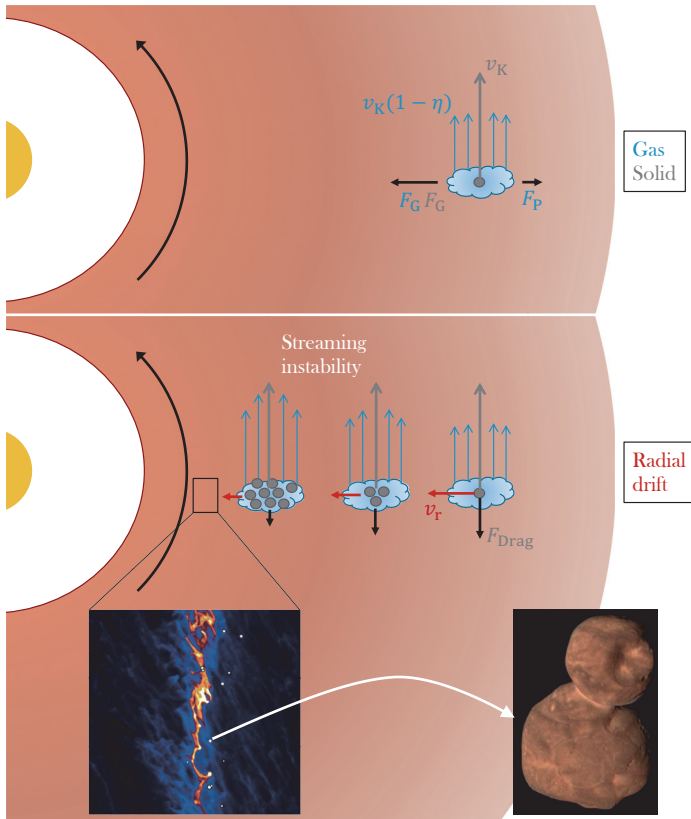 v_K
v_K(1 − η)
Gas
Solid
F_G F_G
F_P
Streaming
instability
Radial
drift
v_r
F_Drag